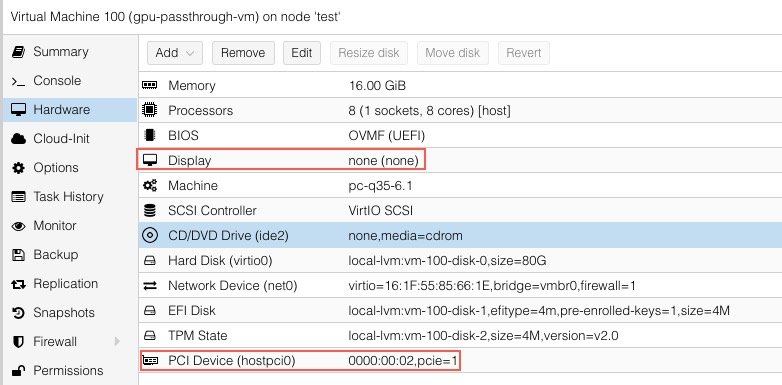 Virtual Machine 100 (gpu-passthrough-vm) on node 'test'
Summary
Console
Hardware
Cloud-Init
Options
Task History
Monitor
Backup
Replication
Snapshots
Firewall
Permissions
Add Remove Edit Resize disk Move disk Revert
Memory 16.00 GiB
Processors 8 (1 sockets, 8 cores) [host]
BIOS OVMF (UEFI)
Display none (none)
Machine pc-q35-6.1
SCSI Controller VirtIO SCSI
CD/DVD Drive (ide2) none,media=cdrom
Hard Disk (virtio0) local-lvm:vm-100-disk-0,size=80G
Network Device (net0) virtio=16:1F:55:85:66:1E,bridge=vmbr0,firewall=1
EFI Disk local-lvm:vm-100-disk-1,efitype=4m,pre-enrolled-keys=1,size=4M
TPM State local-lvm:vm-100-disk-2,size=4M,version=v2.0
PCI Device (hostpci0) 0000:00:02,pcie=1